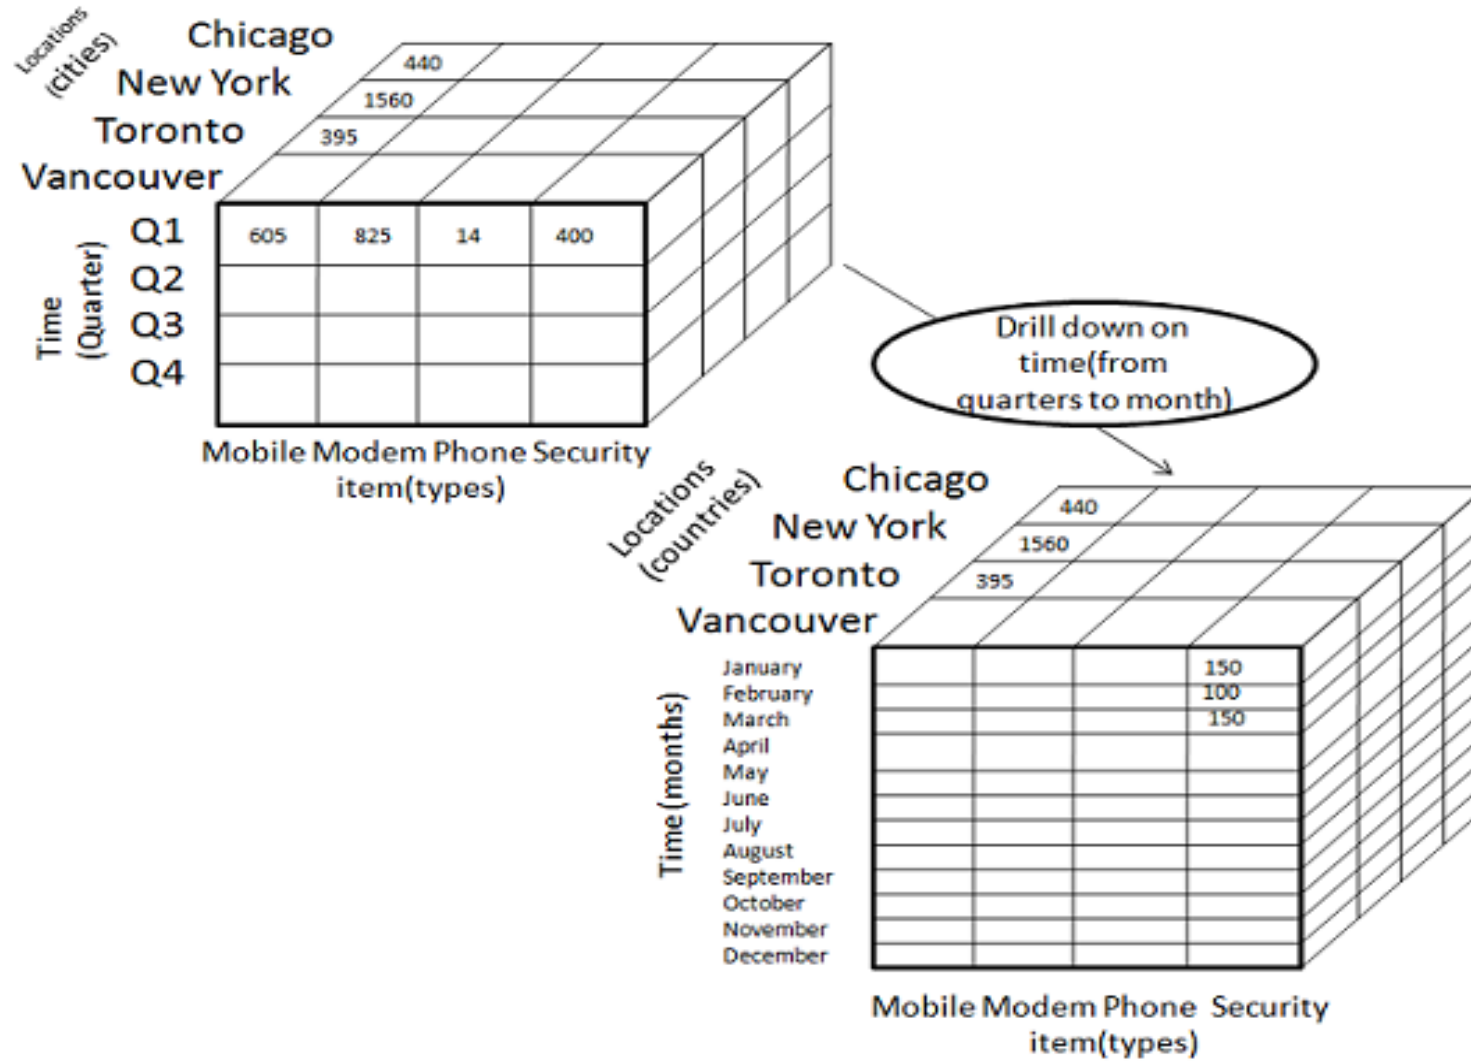 Locations
(cities)
Chicago
New York
Toronto
Vancouver
440
1560
395
Time
(Quarter)
Q1
Q2
Q3
Q4
605 825 14 400
Mobile Modem Phone Security
item(types)
Drill down on
time(from
quarters to month)
Locations
(countries)
Chicago
New York
Toronto
Vancouver
440
1560
395
Time (months)
January 150
February 100
March 150
April
May
June
July
August
September
October
November
December
Mobile Modem Phone Security
item(types)